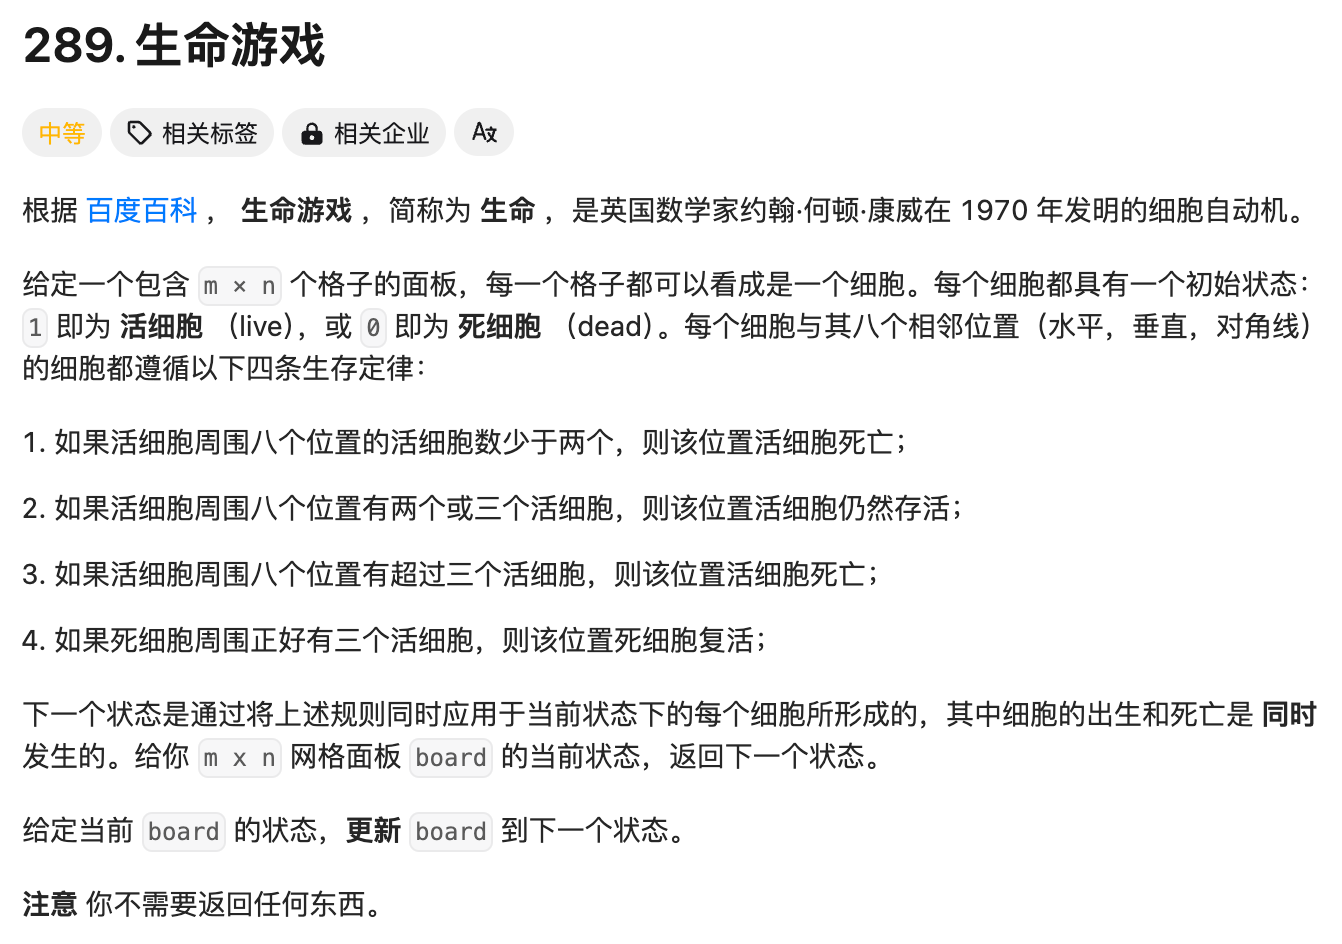 289. 生命游戏
中等 相关标签 相关企业 A文
根据 百度百科 ， 生命游戏 ，简称为 生命 ，是英国数学家约翰·何顿·康威在 1970 年发明的细胞自动机。
给定一个包含 m × n 个格子的面板，每一个格子都可以看成是一个细胞。每个细胞都具有一个初始状态：
1 即为 活细胞 （live），或 0 即为 死细胞 （dead）。每个细胞与其八个相邻位置（水平，垂直，对角线）
的细胞都遵循以下四条生存定律：
1. 如果活细胞周围八个位置的活细胞数少于两个，则该位置活细胞死亡；
2. 如果活细胞周围八个位置有两个或三个活细胞，则该位置活细胞仍然存活；
3. 如果活细胞周围八个位置有超过三个活细胞，则该位置活细胞死亡；
4. 如果死细胞周围正好有三个活细胞，则该位置死细胞复活；
下一个状态是通过将上述规则同时应用于当前状态下的每个细胞所形成的，其中细胞的出生和死亡是 同时
发生的。给你 m x n 网格面板 board 的当前状态，返回下一个状态。
给定当前 board 的状态，更新 board 到下一个状态。
注意 你不需要返回任何东西。